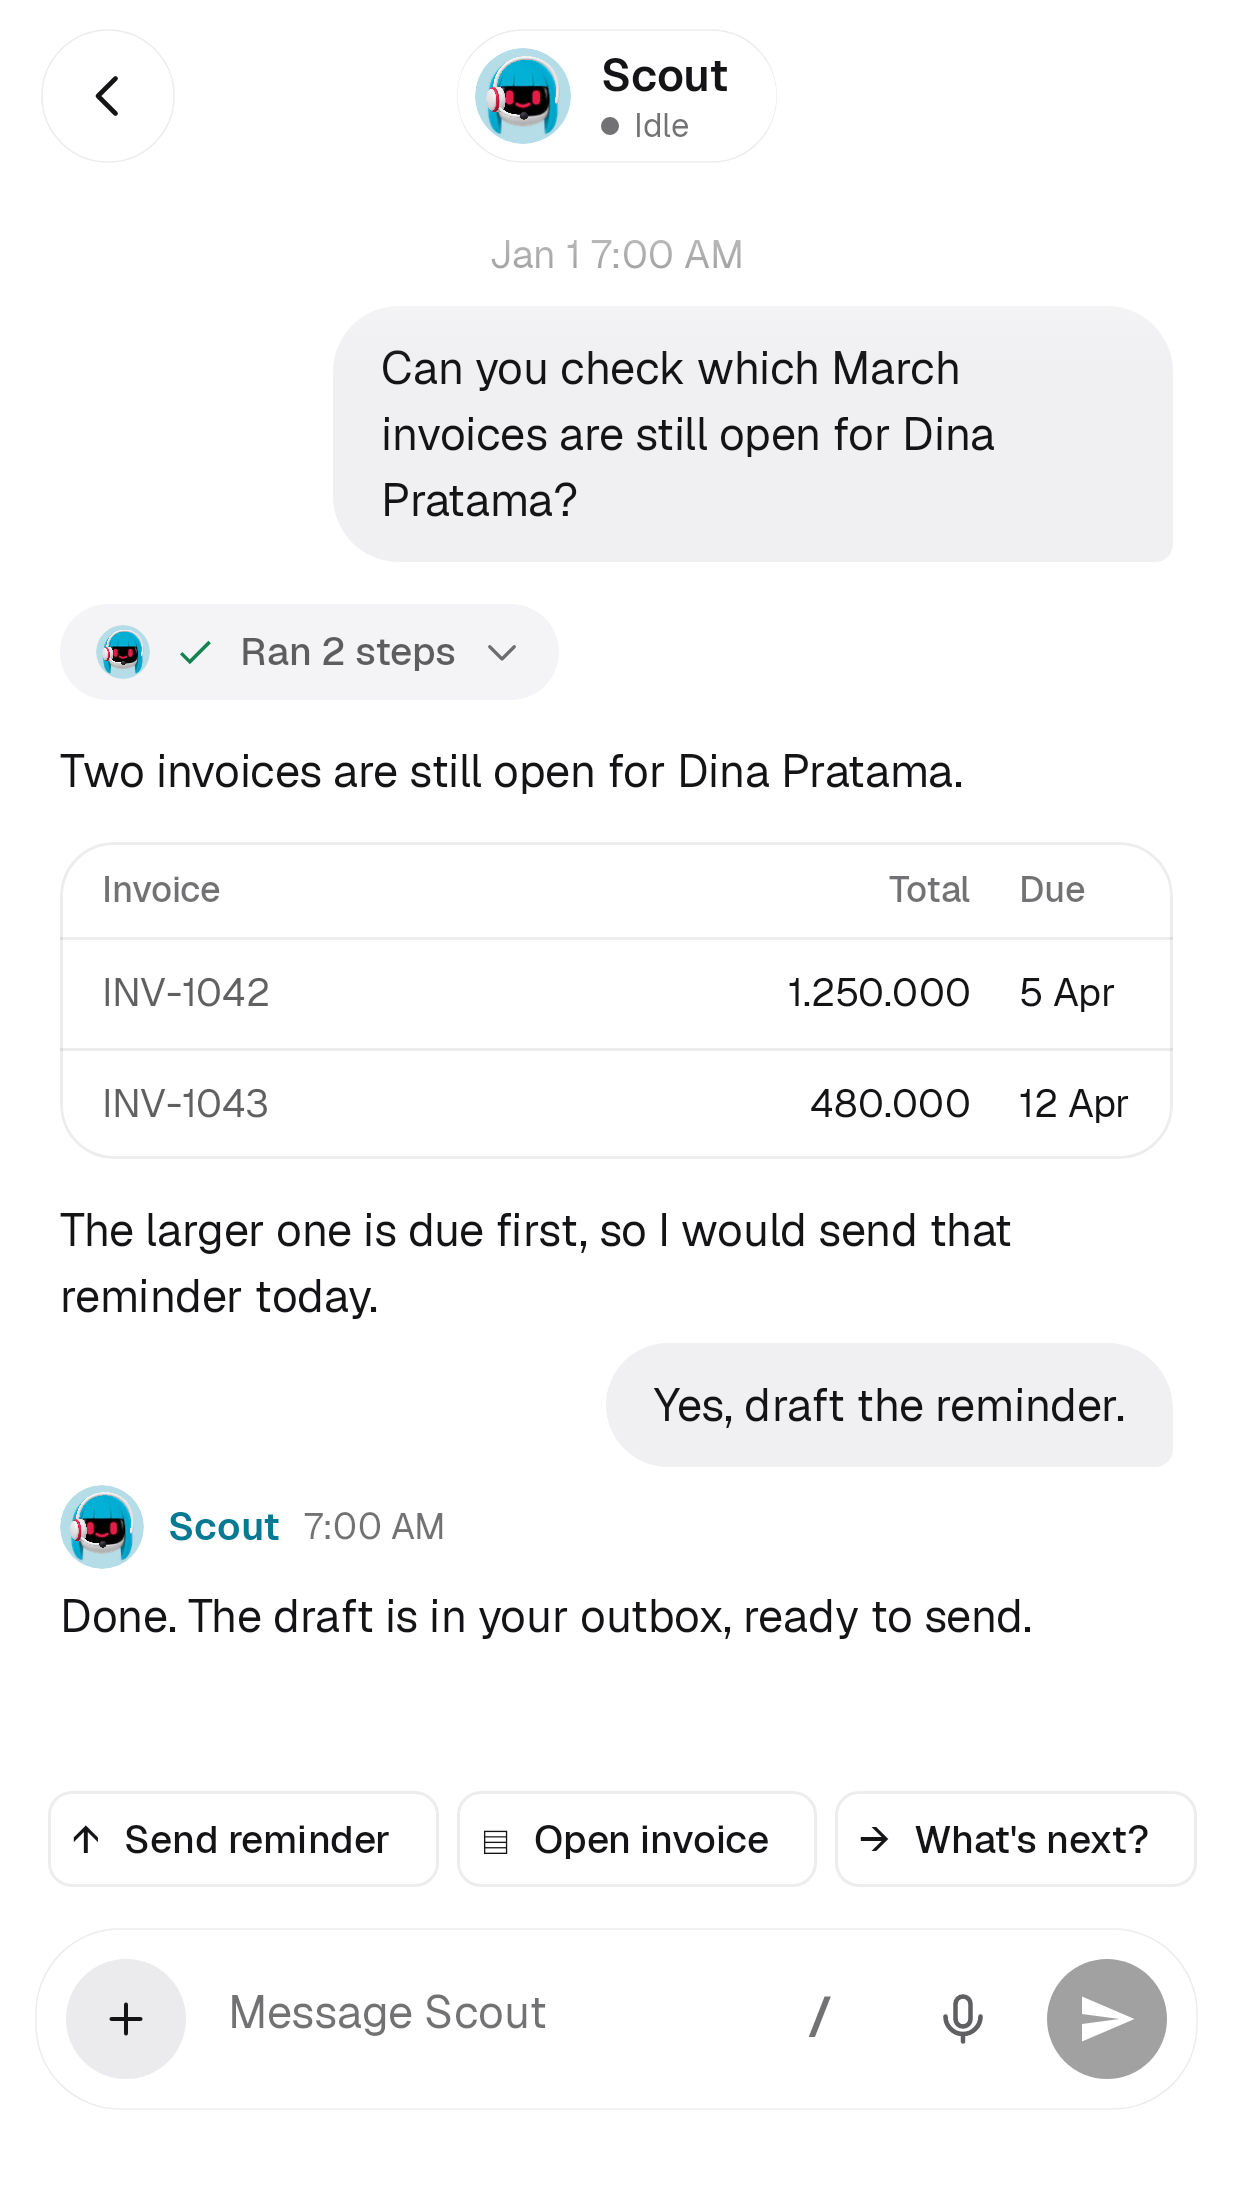 Scout
Idle
Jan 1 7:00 AM
Can you check which March
invoices are still open for Dina
Pratama?
Ran 2 steps
Two invoices are still open for Dina Pratama.
Invoice Total Due
INV-1042 1.250.000 5 Apr
INV-1043 480.000 12 Apr
The larger one is due first, so I would send that
reminder today.
Yes, draft the reminder.
Scout 7:00 AM
Done. The draft is in your outbox, ready to send.
Send reminder Open invoice What's next?
Message Scout /